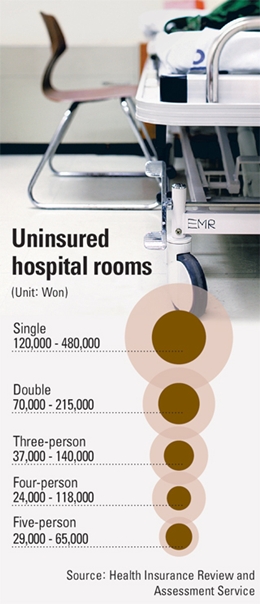 EMR
Uninsured
hospital rooms
(Unit: Won)
Single
120,000 - 480,000
Double
70,000 - 215,000
Three-person
37,000 - 140,000
Four-person
24,000 - 118,000
Five-person
29,000 - 65,000
Source: Health Insurance Review and
Assessment Service